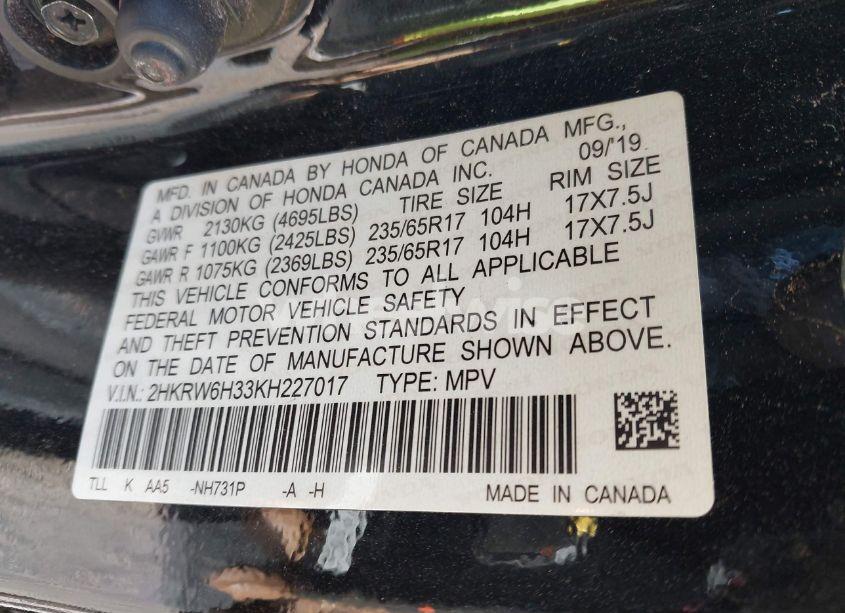 MFD. IN CANADA BY HONDA OF CANADA MFG.,
A DIVISION OF HONDA CANADA INC. 09/'19
GVWR 2130KG (4695LBS) TIRE SIZE RIM SIZE
GAWR F 1100KG (2425LBS) 235/65R17 104H 17X7.5J
GAWR R 1075KG (2369LBS) 235/65R17 104H 17X7.5J
THIS VEHICLE CONFORMS TO ALL APPLICABLE
FEDERAL MOTOR VEHICLE SAFETY
AND THEFT PREVENTION STANDARDS IN EFFECT
ON THE DATE OF MANUFACTURE SHOWN ABOVE.
V.I.N.: 2HKRW6H33KH227017 TYPE: MPV
TLL K AA5 -NH731P -A -H MADE IN CANADA